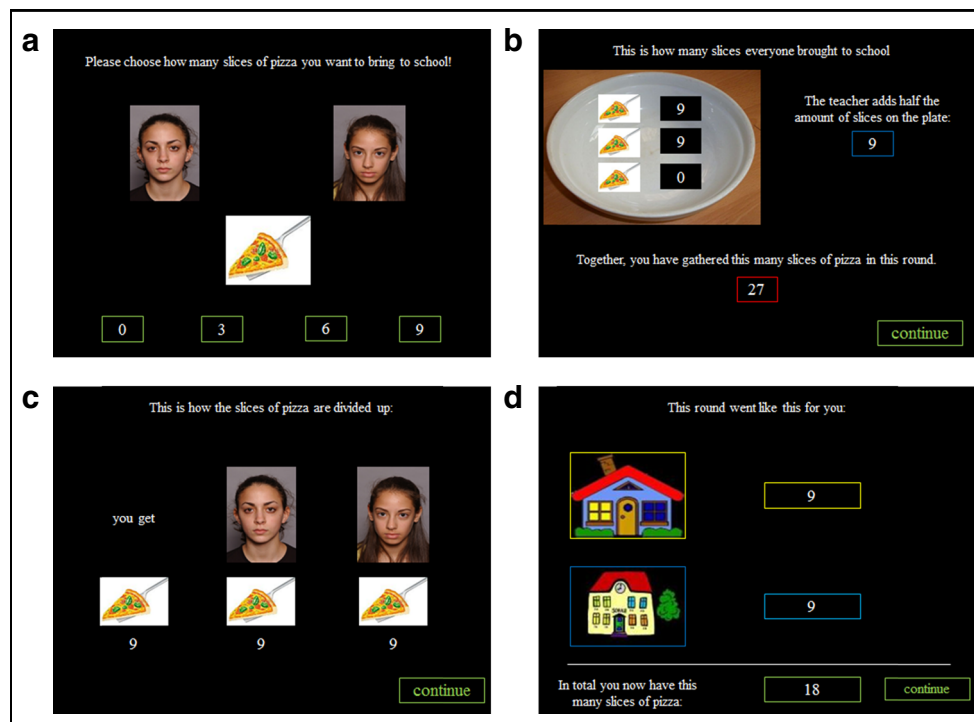 a
Please choose how many slices of pizza you want to bring to school!
0 3 6 9
b
This is how many slices everyone brought to school
9
9
0
The teacher adds half the
amount of slices on the plate:
9
Together, you have gathered this many slices of pizza in this round.
27
continue
c
This is how the slices of pizza are divided up:
you get
9 9 9
continue
d
This round went like this for you:
9
9
In total you now have this
many slices of pizza:
18
continue